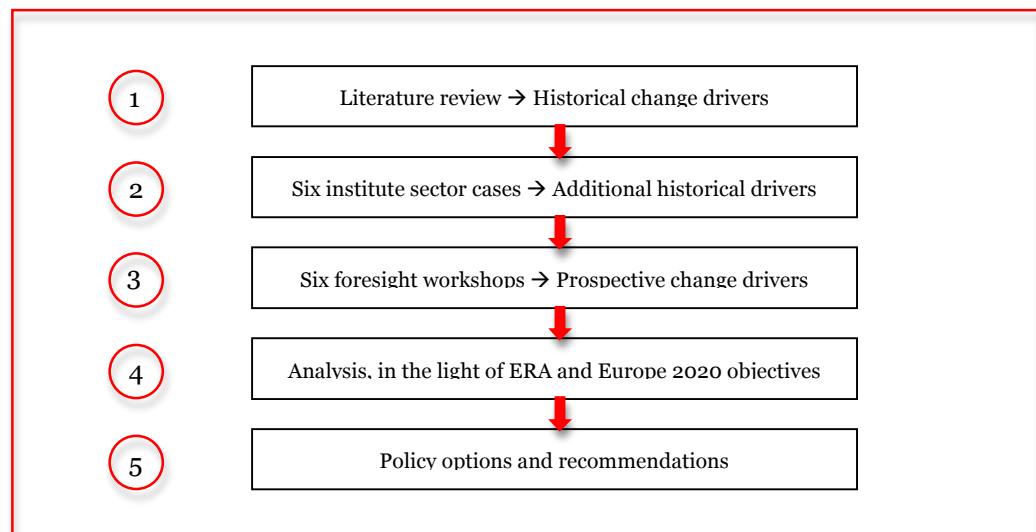 1
Literature review → Historical change drivers
2
Six institute sector cases → Additional historical drivers
3
Six foresight workshops → Prospective change drivers
4
Analysis, in the light of ERA and Europe 2020 objectives
5
Policy options and recommendations